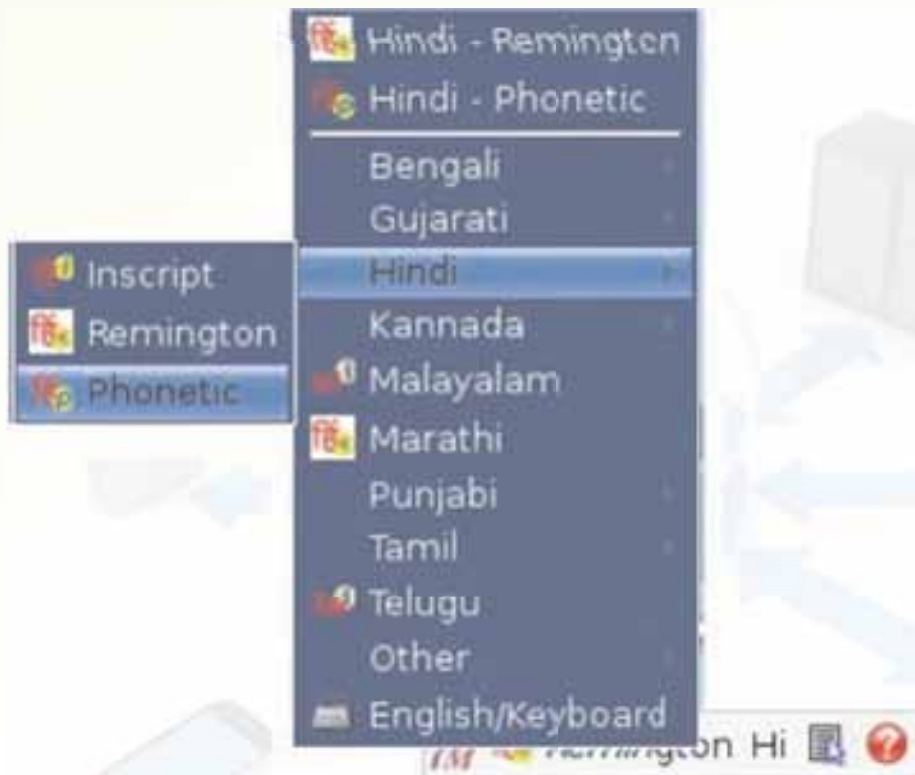 Hindi - Remington
Hindi - Phonetic
Bengali
Gujarati
Hindi
Kannada
Malayalam
Marathi
Punjabi
Tamil
Telugu
Other
English/Keyboard
Inscript
Remington
Phonetic
Remington Hi